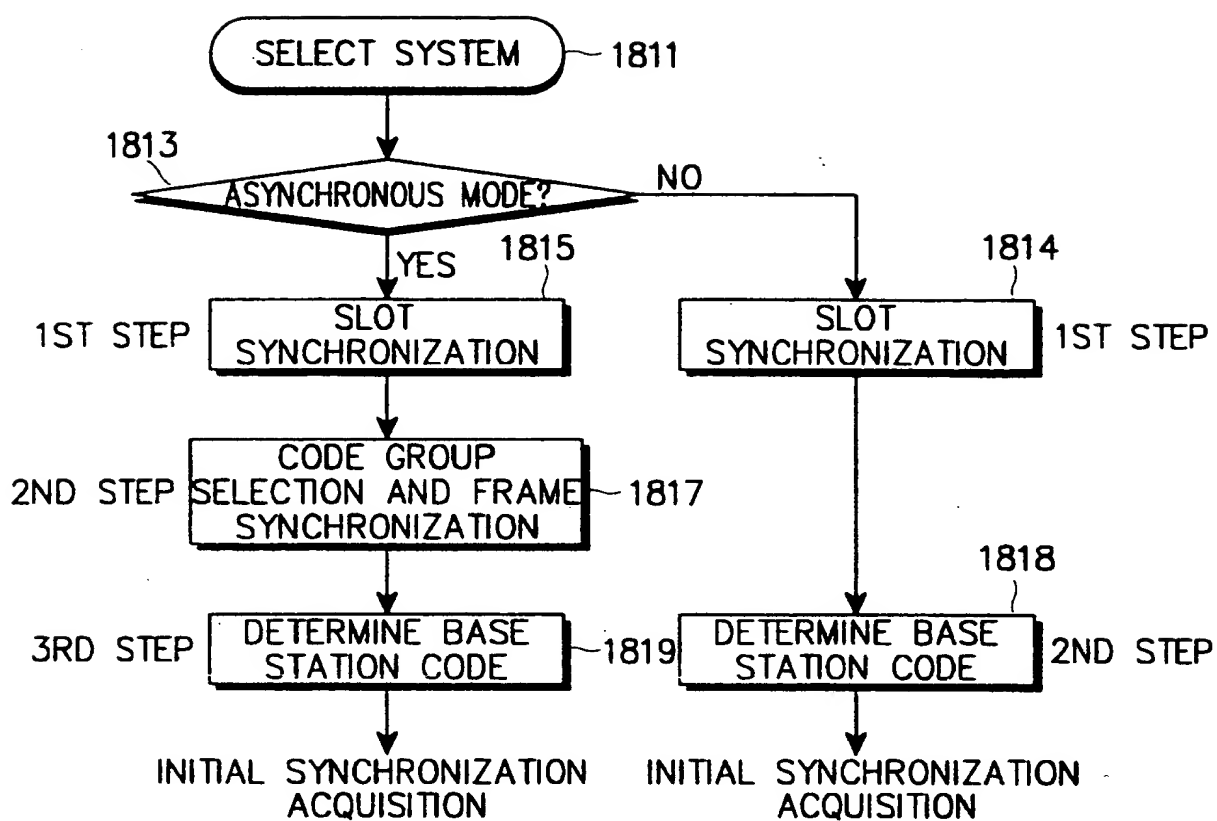 SELECT SYSTEM
1811
1813
ASYNCHRONOUS MODE?
NO
YES
1815
1814
1ST STEP
SLOT
SYNCHRONIZATION
SLOT
SYNCHRONIZATION
1ST STEP
2ND STEP
CODE GROUP
SELECTION AND FRAME
SYNCHRONIZATION
1817
1818
3RD STEP
DETERMINE BASE
STATION CODE
1819
DETERMINE BASE
STATION CODE
2ND STEP
INITIAL SYNCHRONIZATION
ACQUISITION
INITIAL SYNCHRONIZATION
ACQUISITION